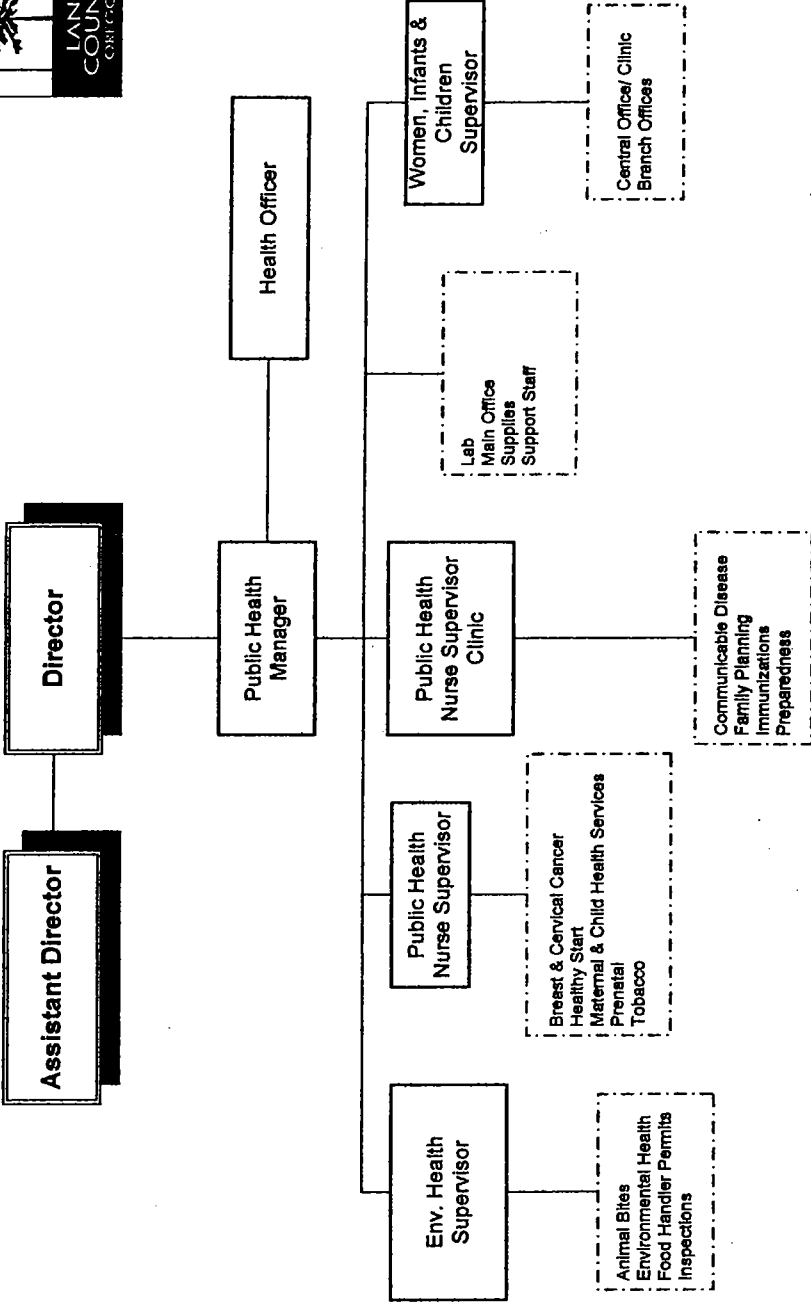 LAN
COUN
OREGO
Assistant Director
Director
Public Health
Manager
Health Officer
Env. Health
Supervisor
Public Health
Nurse Supervisor
Public Health
Nurse Supervisor
Clinic
Women, Infants &
Children
Supervisor
Animal Bites
Environmental Health
Food Handler Permits
Inspections
Breast & Cervical Cancer
Healthy Start
Maternal & Child Health Services
Prenatal
Tobacco
Communicable Disease
Family Planning
Immunizations
Preparedness
Lab
Main Office
Supplies
Support Staff
Central Office/ Clinic
Branch Offices